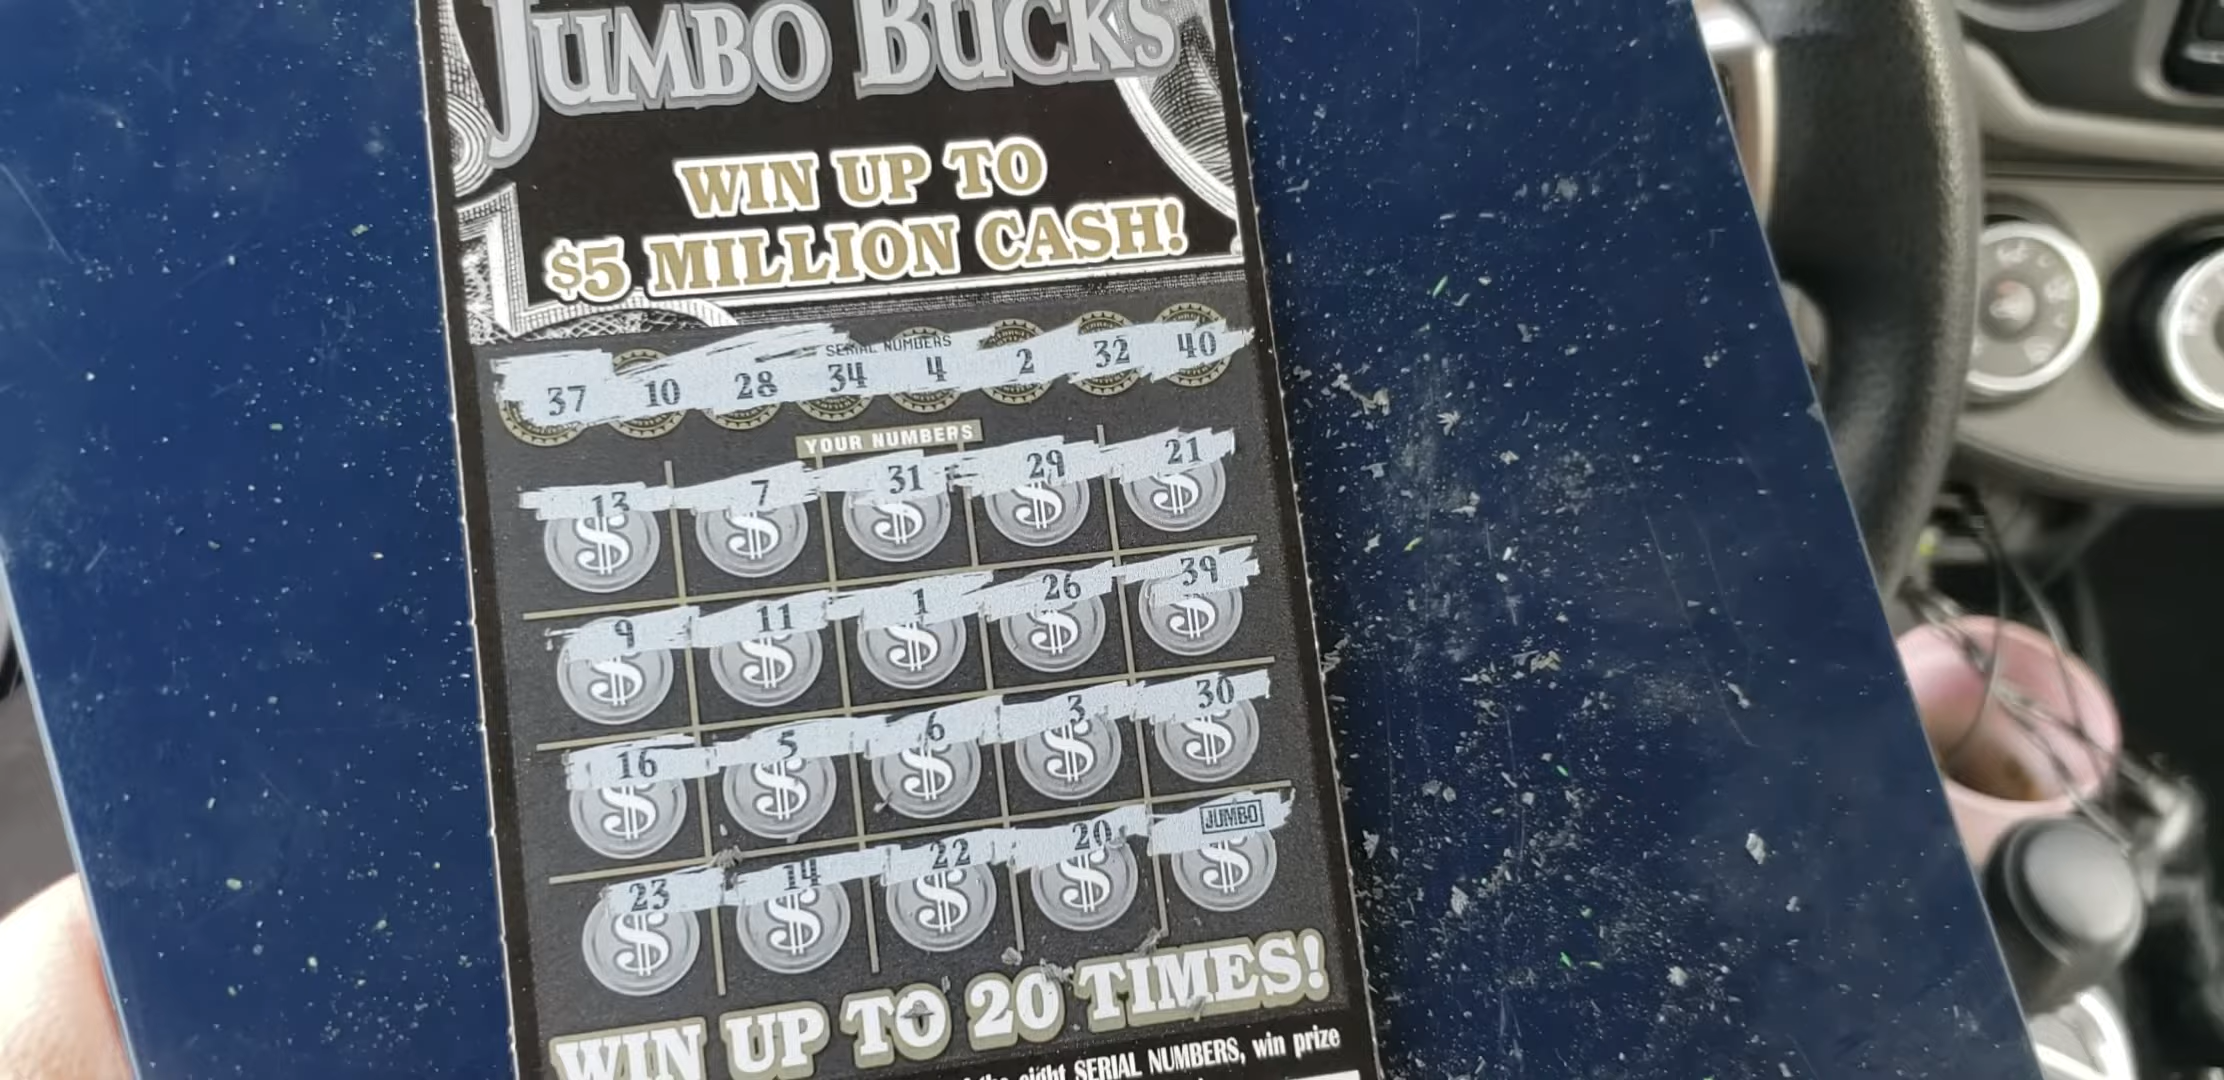 JUMBO BUCKS
WIN UP TO
$5 MILLION CASH!
SERIAL NUMBERS
37 10 28 34 4 2 32 40
YOUR NUMBERS
13 7 31 29 21
9 11 1 26 39
16 5 6 3 30
23 14 22 20 JUMBO
WIN UP TO 20 TIMES!
the eight SERIAL NUMBERS, win prize